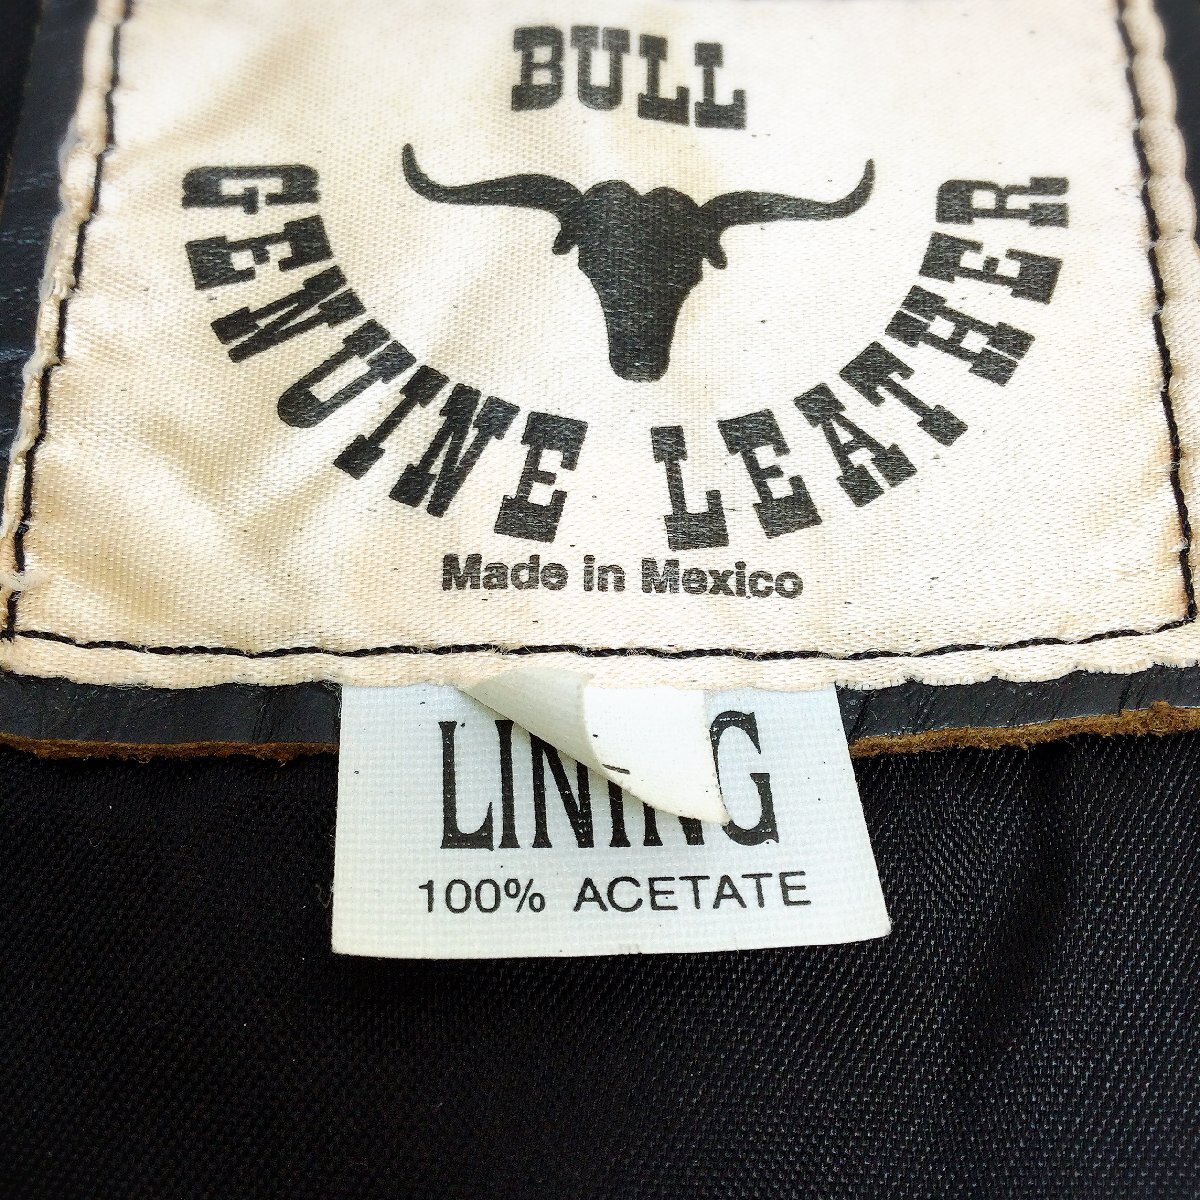 BULL
GENUINE LEATHER
Made in Mexico
LINING
100% ACETATE